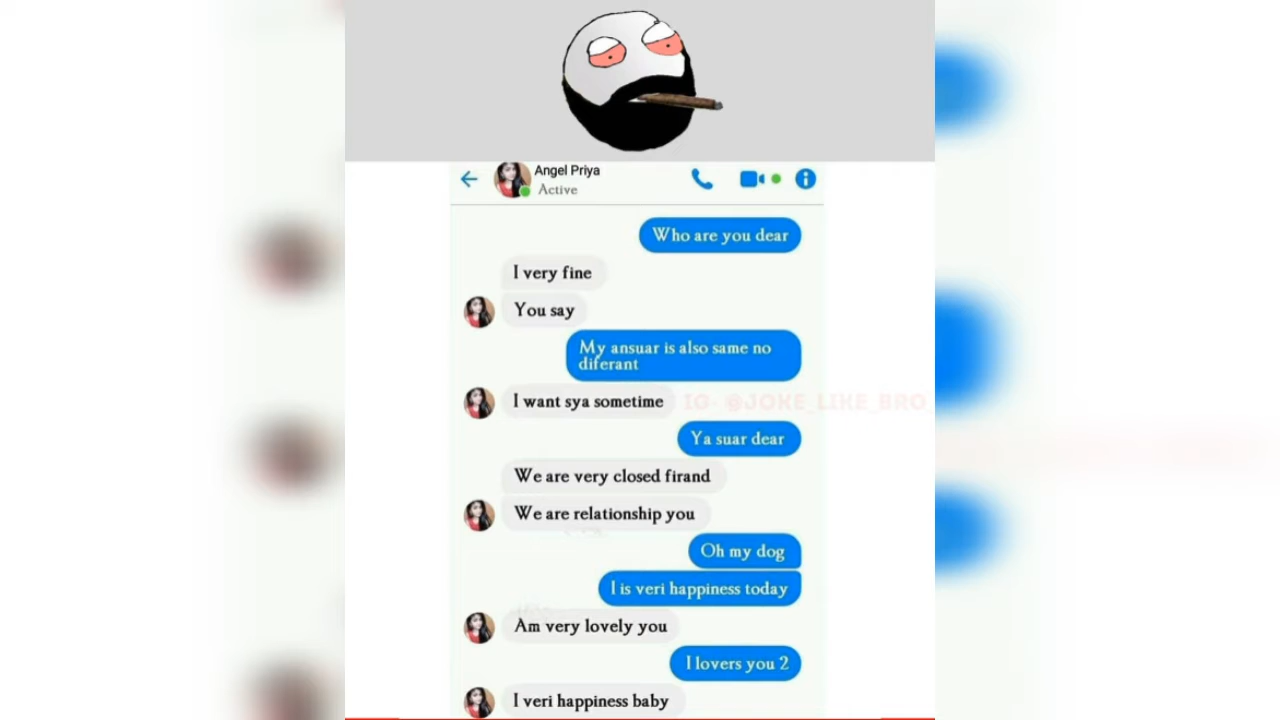 Angel Priya
Active
Who are you dear
I very fine
You say
My ansuar is also same no
diferant
I want sya sometime
IG- @JOKE_LIKE_BRO
Ya suar dear
We are very closed firand
We are relationship you
Oh my dog
I is veri happiness today
Am very lovely you
I lovers you 2
I veri happiness baby